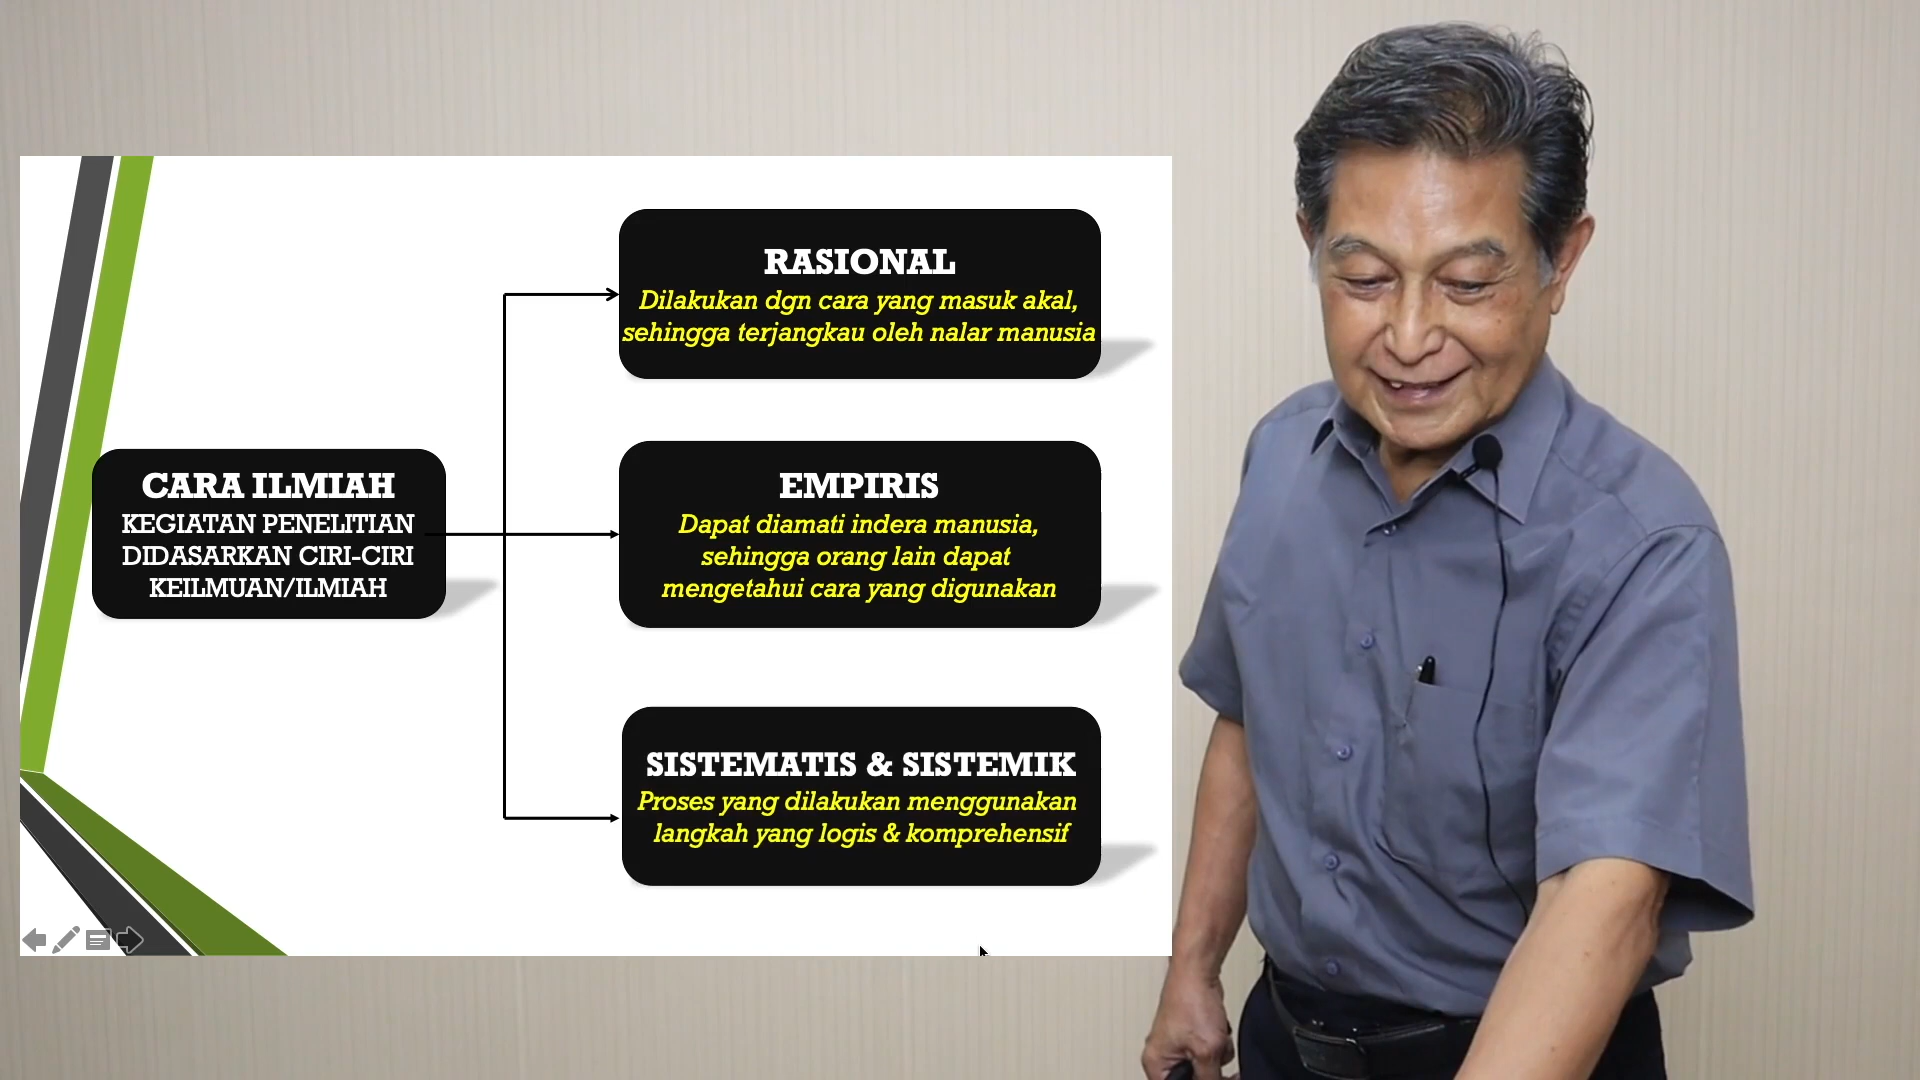 RASIONAL
Dilakukan dgn cara yang masuk akal,
sehingga terjangkau oleh nalar manusia
CARA ILMIAH
KEGIATAN PENELITIAN
DIDASARKAN CIRI-CIRI
KEILMUAN/ILMIAH
EMPIRIS
Dapat diamati indera manusia,
sehingga orang lain dapat
mengetahui cara yang digunakan
SISTEMATIS & SISTEMIK
Proses yang dilakukan menggunakan
langkah yang logis & komprehensif